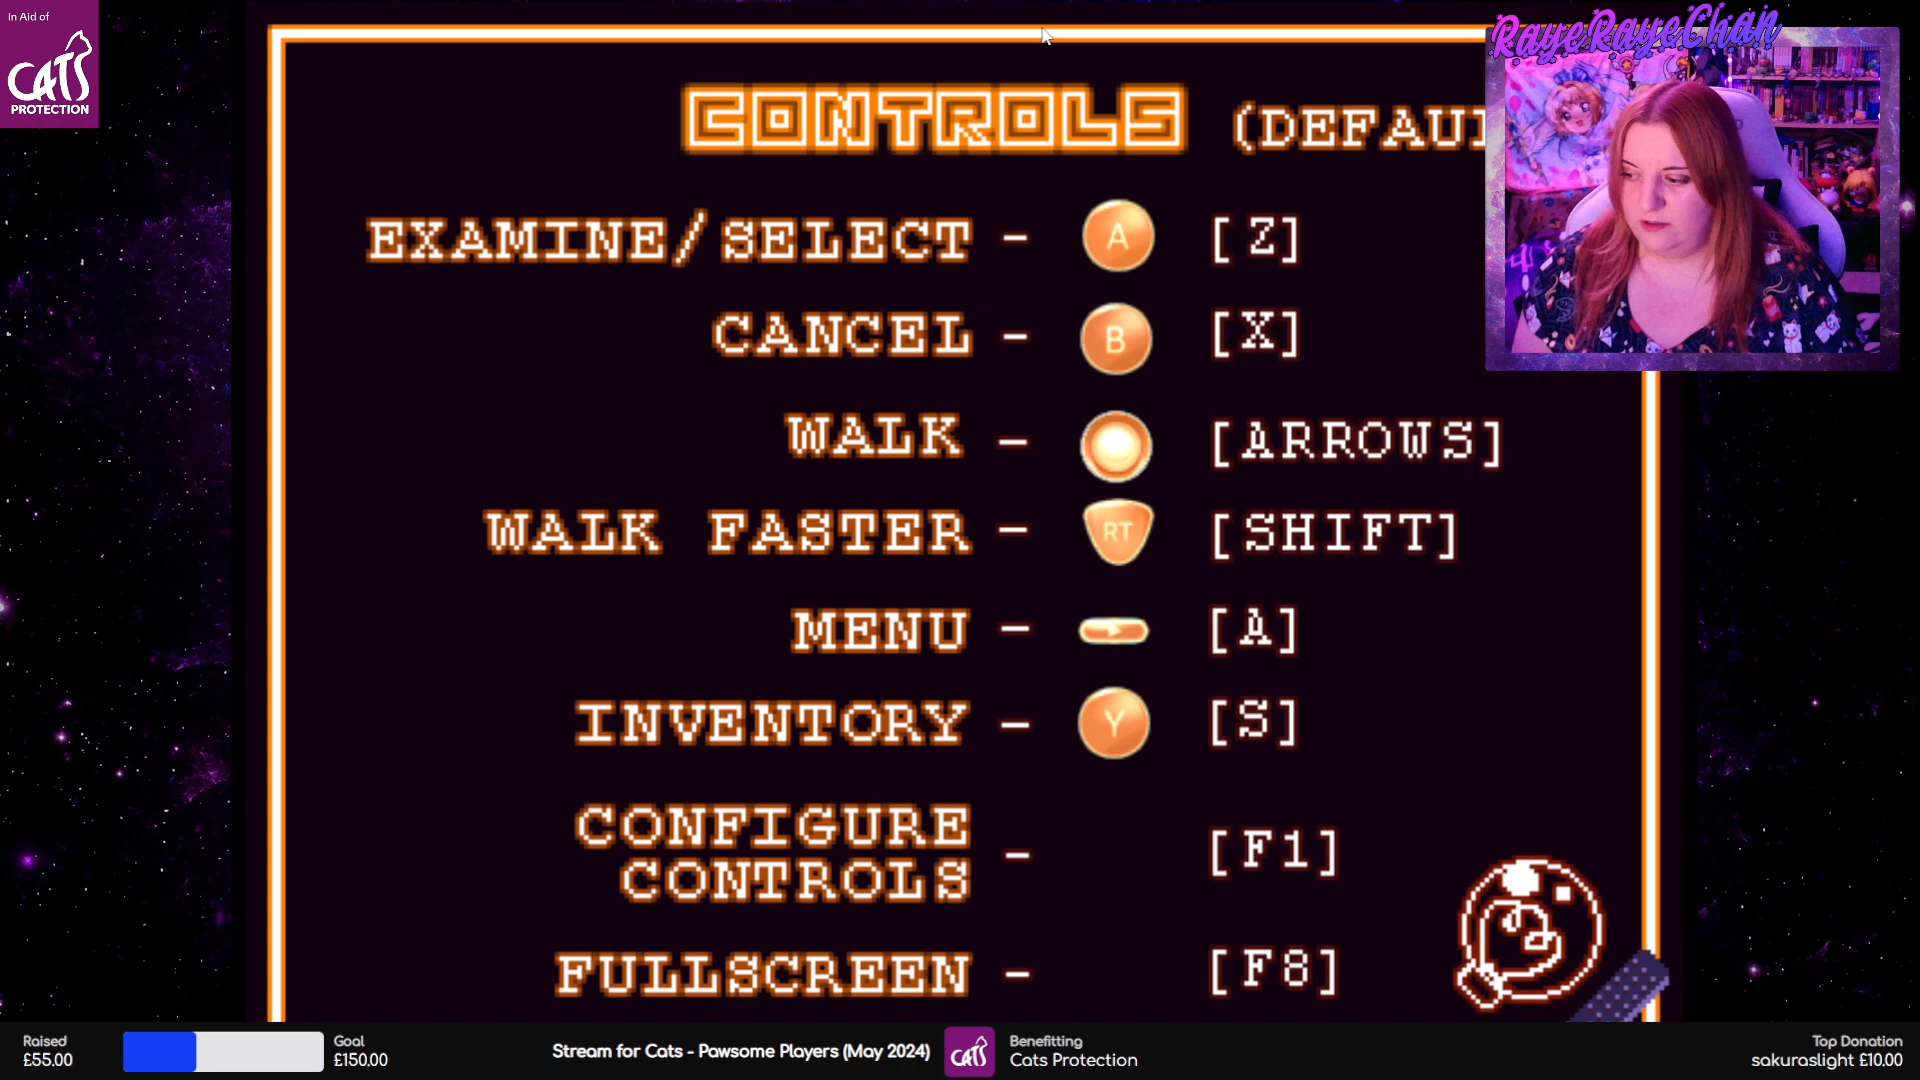 In Aid of
CATS
PROTECTION
RayeRayeChan
CONTROLS (DEFAU
EXAMINE/SELECT - A [Z]
CANCEL - B [X]
WALK - [ARROWS]
WALK FASTER - RT [SHIFT]
MENU - [A]
INVENTORY - Y [S]
CONFIGURE
CONTROLS - [F1]
FULLSCREEN - [F8]
Raised
£55.00
Goal
£150.00
Stream for Cats - Pawsome Players (May 2024)
CATS
Benefitting
Cats Protection
Top Donation
sakuraslight £10.00